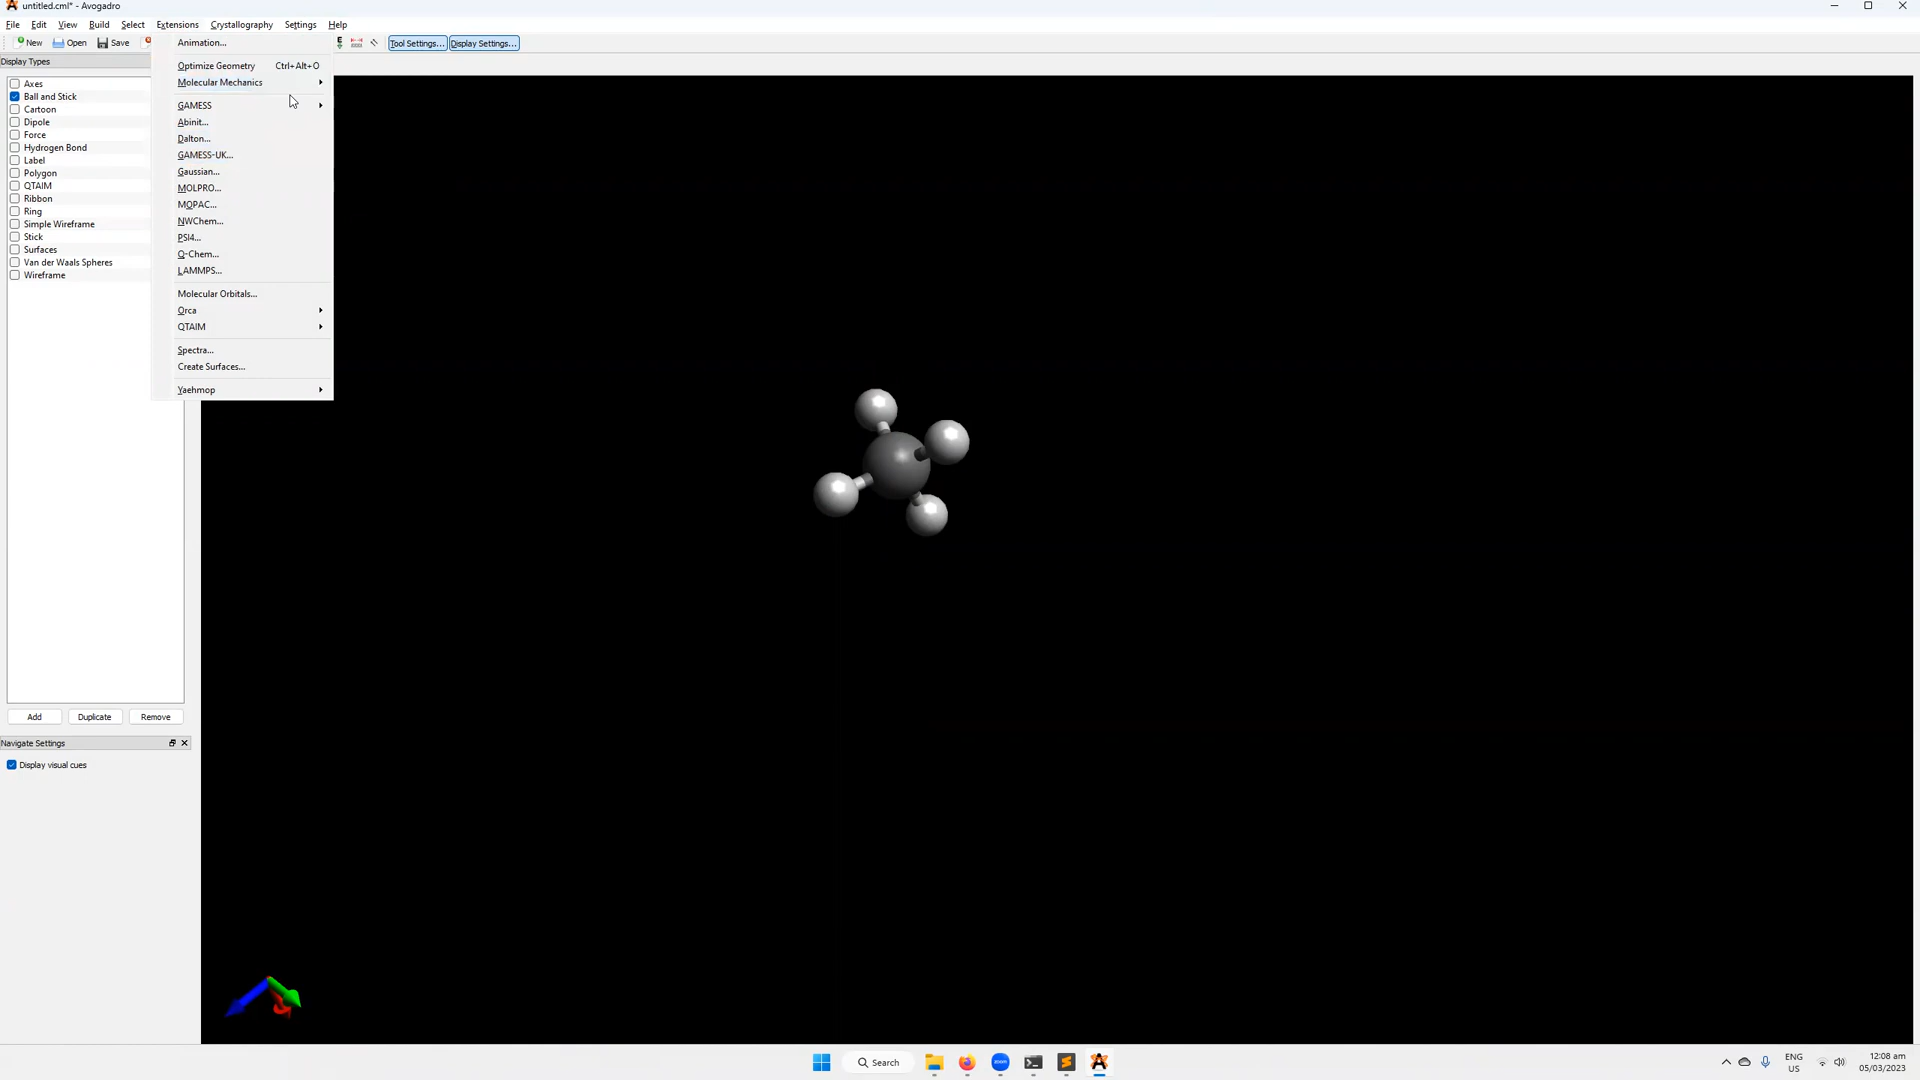 untitled.cml* - Avogadro
File Edit View Build Select Extensions Crystallography Settings Help
New Open Save Tool Settings... Display Settings...
Display Types
Axes
Ball and Stick
Cartoon
Dipole
Force
Hydrogen Bond
Label
Polygon
QTAIM
Ribbon
Ring
Simple Wireframe
Stick
Surfaces
Van der Waals Spheres
Wireframe
Animation...
Optimize Geometry Ctrl+Alt+O
Molecular Mechanics
GAMESS
Abinit...
Dalton...
GAMESS-UK...
Gaussian...
MOLPRO...
MOPAC...
NWChem...
PSI4...
Q-Chem...
LAMMPS...
Molecular Orbitals...
Orca
QTAIM
Spectra...
Create Surfaces...
Yaehmop
Add Duplicate Remove
Navigate Settings
Display visual cues
Search
zoom
ENG
US
12:08 am
05/03/2023